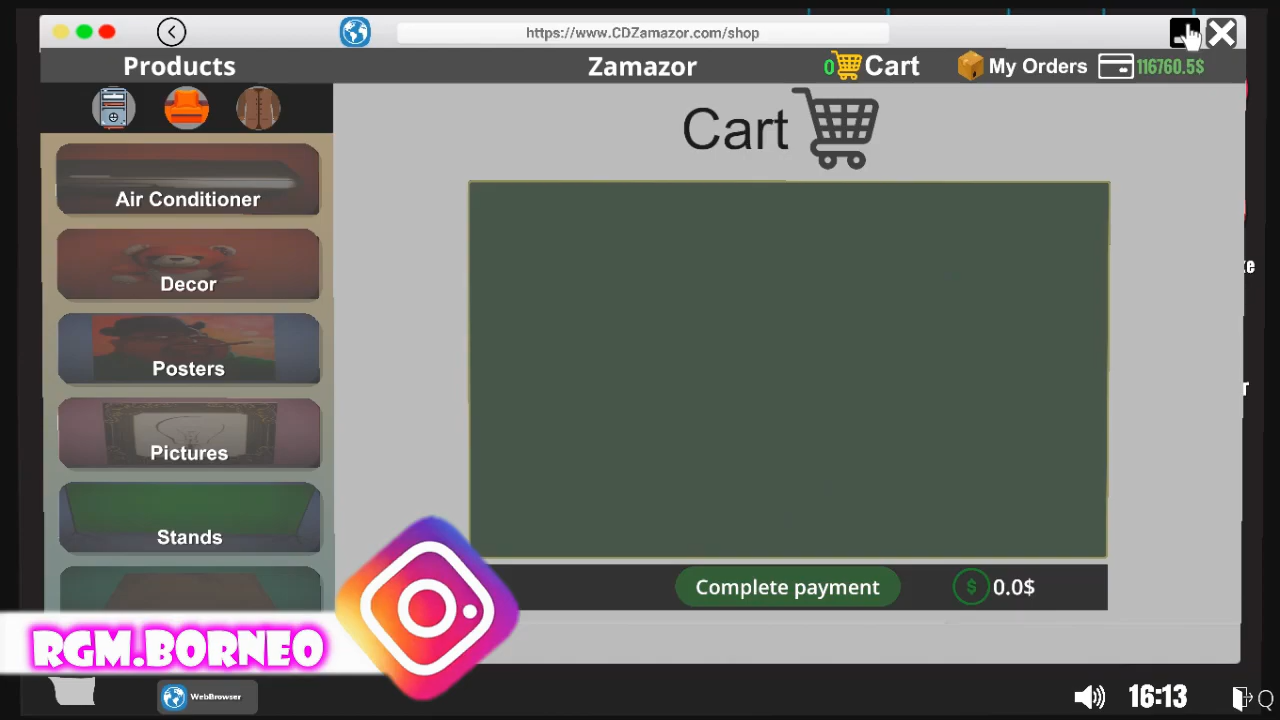 https://www.CDZamazor.com/shop
Products
Zamazor
0 Cart
My Orders
116760.5$
Cart
Air Conditioner
Decor
Posters
Pictures
Stands
Complete payment
$ 0.0$
RGM.BORNEO
WebBrowser
16:13
Q